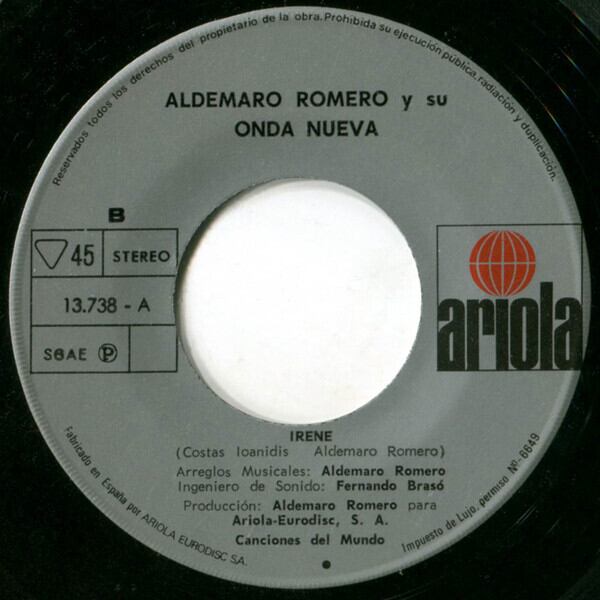 Reservados todos los derechos del propietario de la obra. Prohibida su ejecución pública, radiación y duplicación.
ALDEMARO ROMERO y su
ONDA NUEVA
B
45 STEREO
13.738 - A
SGAE P
ariola
IRENE
(Costas Ioanidis Aldemaro Romero)
Arreglos Musicales: Aldemaro Romero
Ingeniero de Sonido: Fernando Brasó
Producción: Aldemaro Romero para
Ariola-Eurodisc, S. A.
Canciones del Mundo
Fabricado en España por ARIOLA EURODISC S.A.
Impuesto de Lujo, permiso Nº-6649